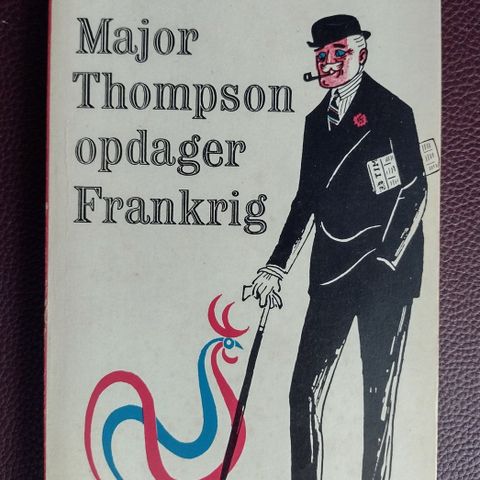 Major
Thompson
opdager
Frankrig